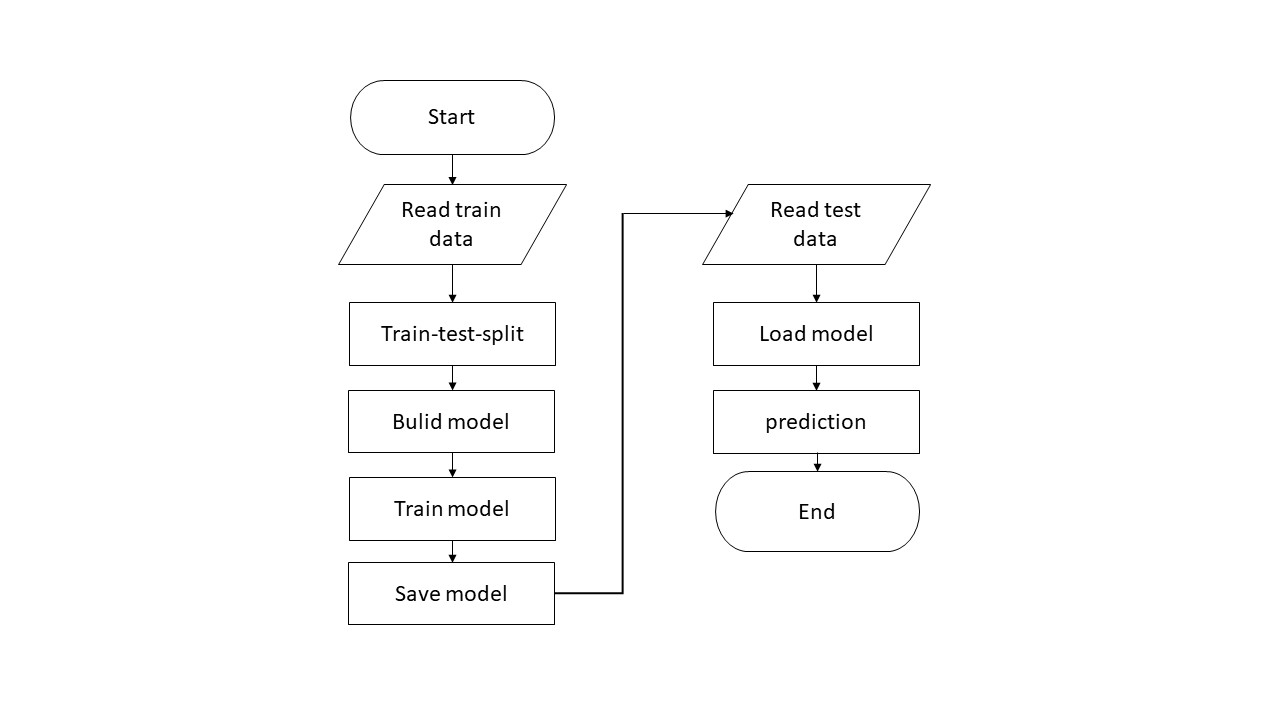 Start
Read train
data
Train-test-split
Bulid model
Train model
Save model
Read test
data
Load model
prediction
End